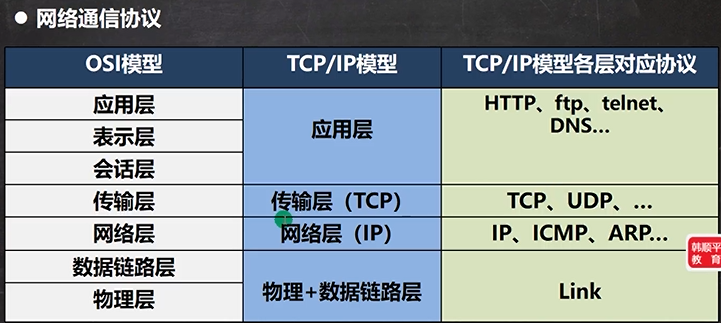 ● 网络通信协议
OSI模型 TCP/IP模型 TCP/IP模型各层对应协议
应用层 应用层 HTTP、ftp、telnet、
DNS...
表示层
会话层
传输层 传输层（TCP） TCP、UDP、...
网络层 网络层（IP） IP、ICMP、ARP...
数据链路层 物理+数据链路层 Link
物理层
韩顺平
教育